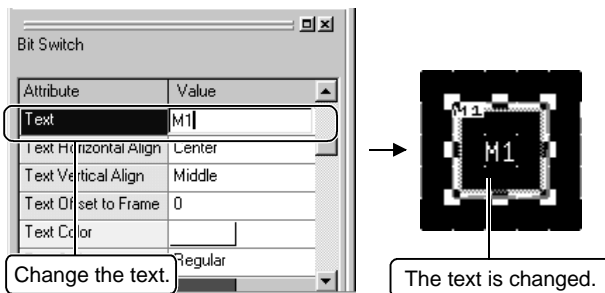 Bit Switch
Attribute Value
Text M1
Text Horizontal Align Center
Text Vertical Align Middle
Text Offset to Frame 0
Text Color
Regular
Change the text.
M1
M1
The text is changed.